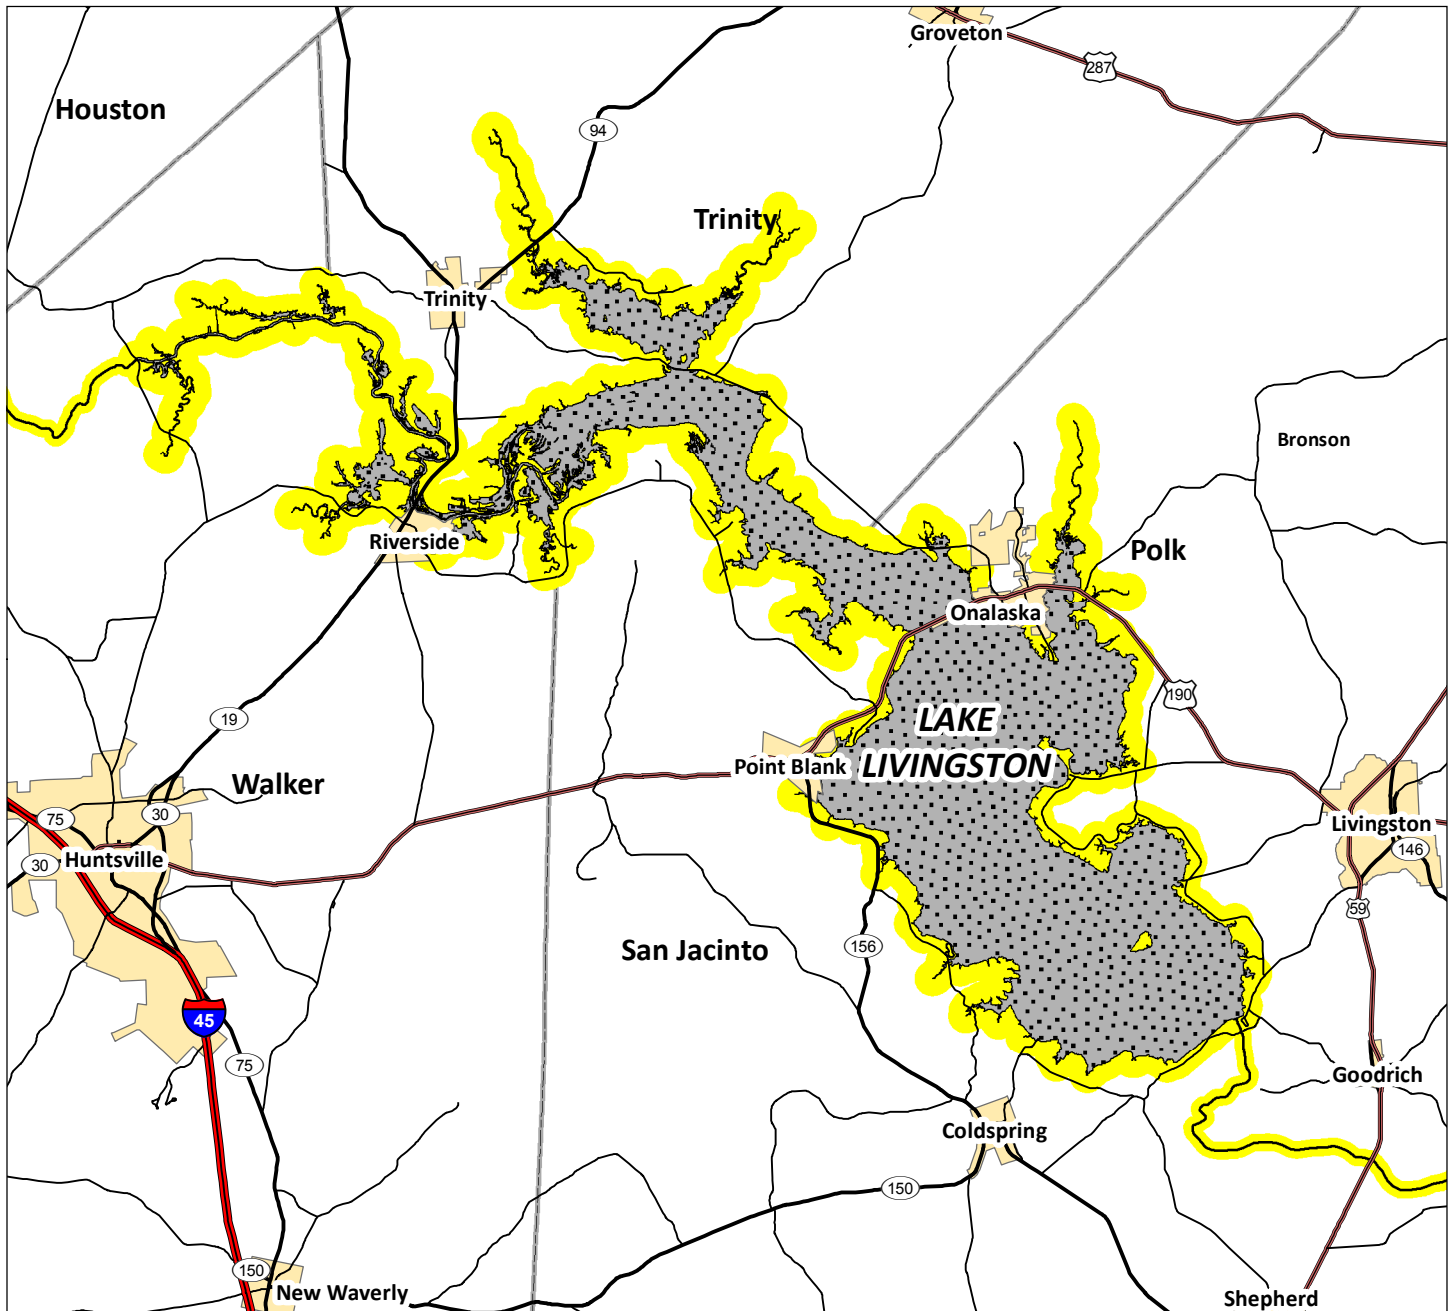 Groveton
287
Houston
94
Trinity
Trinity
Bronson
Riverside
Polk
Onalaska
190
19
LAKE
LIVINGSTON
Point Blank
Walker
75
30
Livingston
146
30
Huntsville
59
156
San Jacinto
45
75
Goodrich
Coldspring
150
150
New Waverly
Shepherd